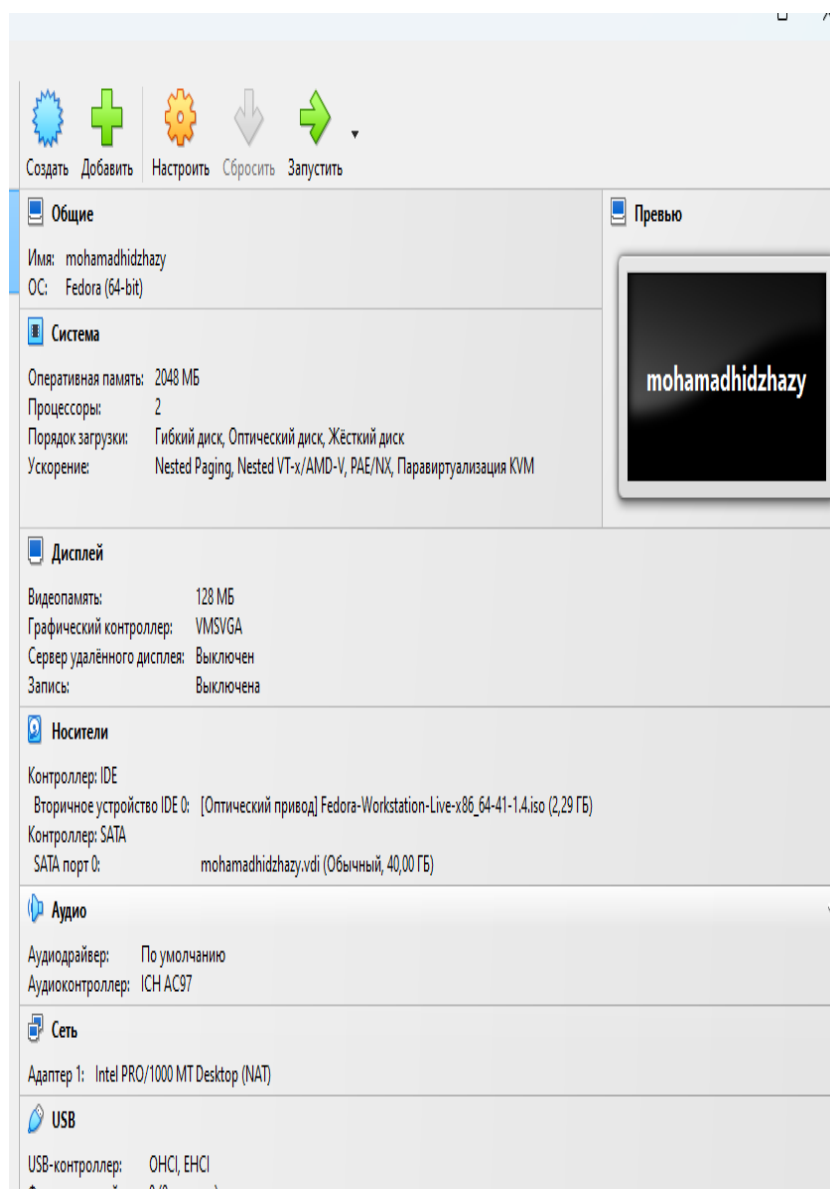 Создать Добавить Настроить Сбросить Запустить
Общие
Имя: mohamadhidzhazy
ОС: Fedora (64-bit)
Превью
mohamadhidzhazy
Система
Оперативная память: 2048 МБ
Процессоры: 2
Порядок загрузки: Гибкий диск, Оптический диск, Жёсткий диск
Ускорение: Nested Paging, Nested VT-x/AMD-V, PAE/NX, Паравиртуализация KVM
Дисплей
Видеопамять: 128 МБ
Графический контроллер: VMSVGA
Сервер удалённого дисплея: Выключен
Запись: Выключена
Носители
Контроллер: IDE
Вторичное устройство IDE 0: [Оптический привод] Fedora-Workstation-Live-x86_64-41-1.4.iso (2,29 ГБ)
Контроллер: SATA
SATA порт 0: mohamadhidzhazy.vdi (Обычный, 40,00 ГБ)
Аудио
Аудиодрайвер: По умолчанию
Аудиоконтроллер: ICH AC97
Сеть
Адаптер 1: Intel PRO/1000 MT Desktop (NAT)
USB
USB-контроллер: OHCI, EHCI